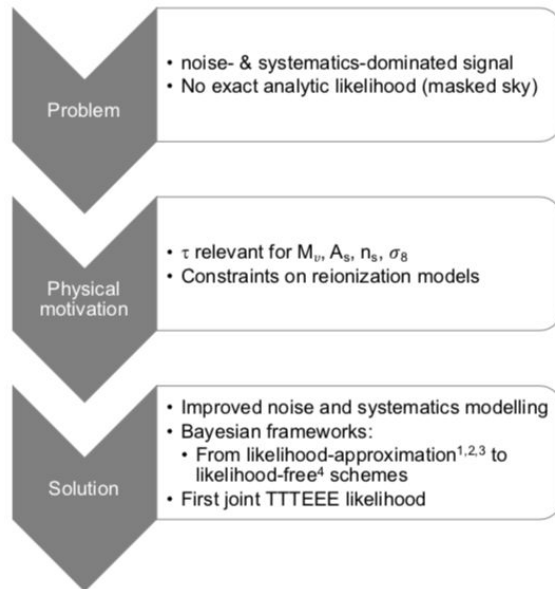 Problem
• noise- & systematics-dominated signal
• No exact analytic likelihood (masked sky)
Physical
motivation
• τ relevant for Mᵥ, Aₛ, nₛ, σ₈
• Constraints on reionization models
Solution
• Improved noise and systematics modelling
• Bayesian frameworks:
• From likelihood-approximation¹,²,³ to
likelihood-free⁴ schemes
• First joint TTTEEE likelihood